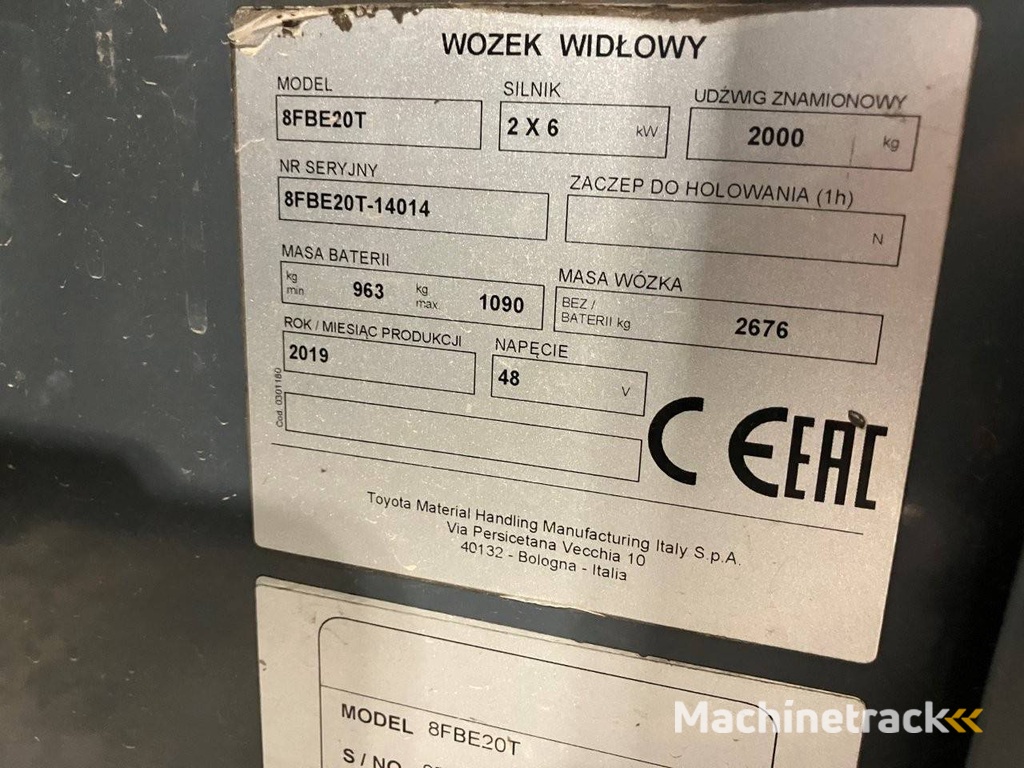 WOZEK WIDŁOWY
MODEL
8FBE20T
SILNIK
2 X 6 kW
UDŹWIG ZNAMIONOWY
2000 kg
NR SERYJNY
8FBE20T-14014
ZACZEP DO HOLOWANIA (1h)
N
MASA BATERII
kg min 963 kg max. 1090
MASA WÓZKA
BEZ / BATERII kg 2676
ROK / MIESIĄC PRODUKCJI
2019
NAPĘCIE
48 V
Cod. 0301180
CE EAC
Toyota Material Handling Manufacturing Italy S.p.A.
Via Persicetana Vecchia 10
40132 - Bologna - Italia
MODEL 8FBE20T
S / NO
Machinetrack